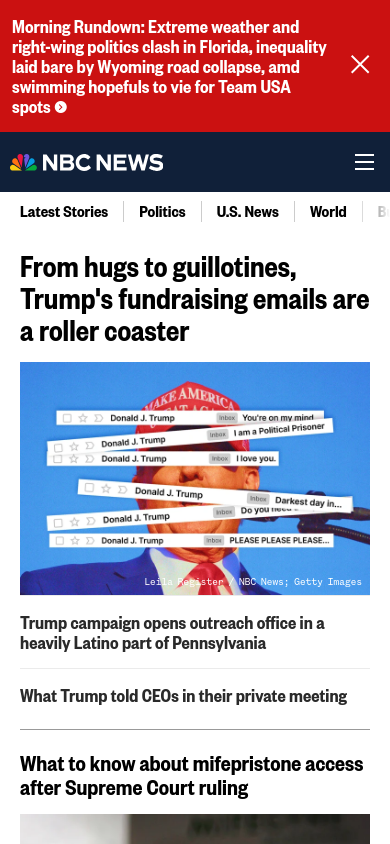 Morning Rundown: Extreme weather and
right-wing politics clash in Florida, inequality
laid bare by Wyoming road collapse, amd
swimming hopefuls to vie for Team USA
spots
NBC NEWS
Latest Stories
Politics
U.S. News
World
From hugs to guillotines,
Trump's fundraising emails are
a roller coaster
MAKE AMERICA
Donald J. Trump Inbox You're on my mind
Donald J. Trump Inbox I am a Political Prisoner
Donald J. Trump Inbox I love you.
Donald J. Trump Inbox Darkest day in...
Donald J. Trump Inbox Do you need
Donald J. Trump Inbox PLEASE PLEASE PLEASE...
Leila Register / NBC News; Getty Images
Trump campaign opens outreach office in a
heavily Latino part of Pennsylvania
What Trump told CEOs in their private meeting
What to know about mifepristone access
after Supreme Court ruling